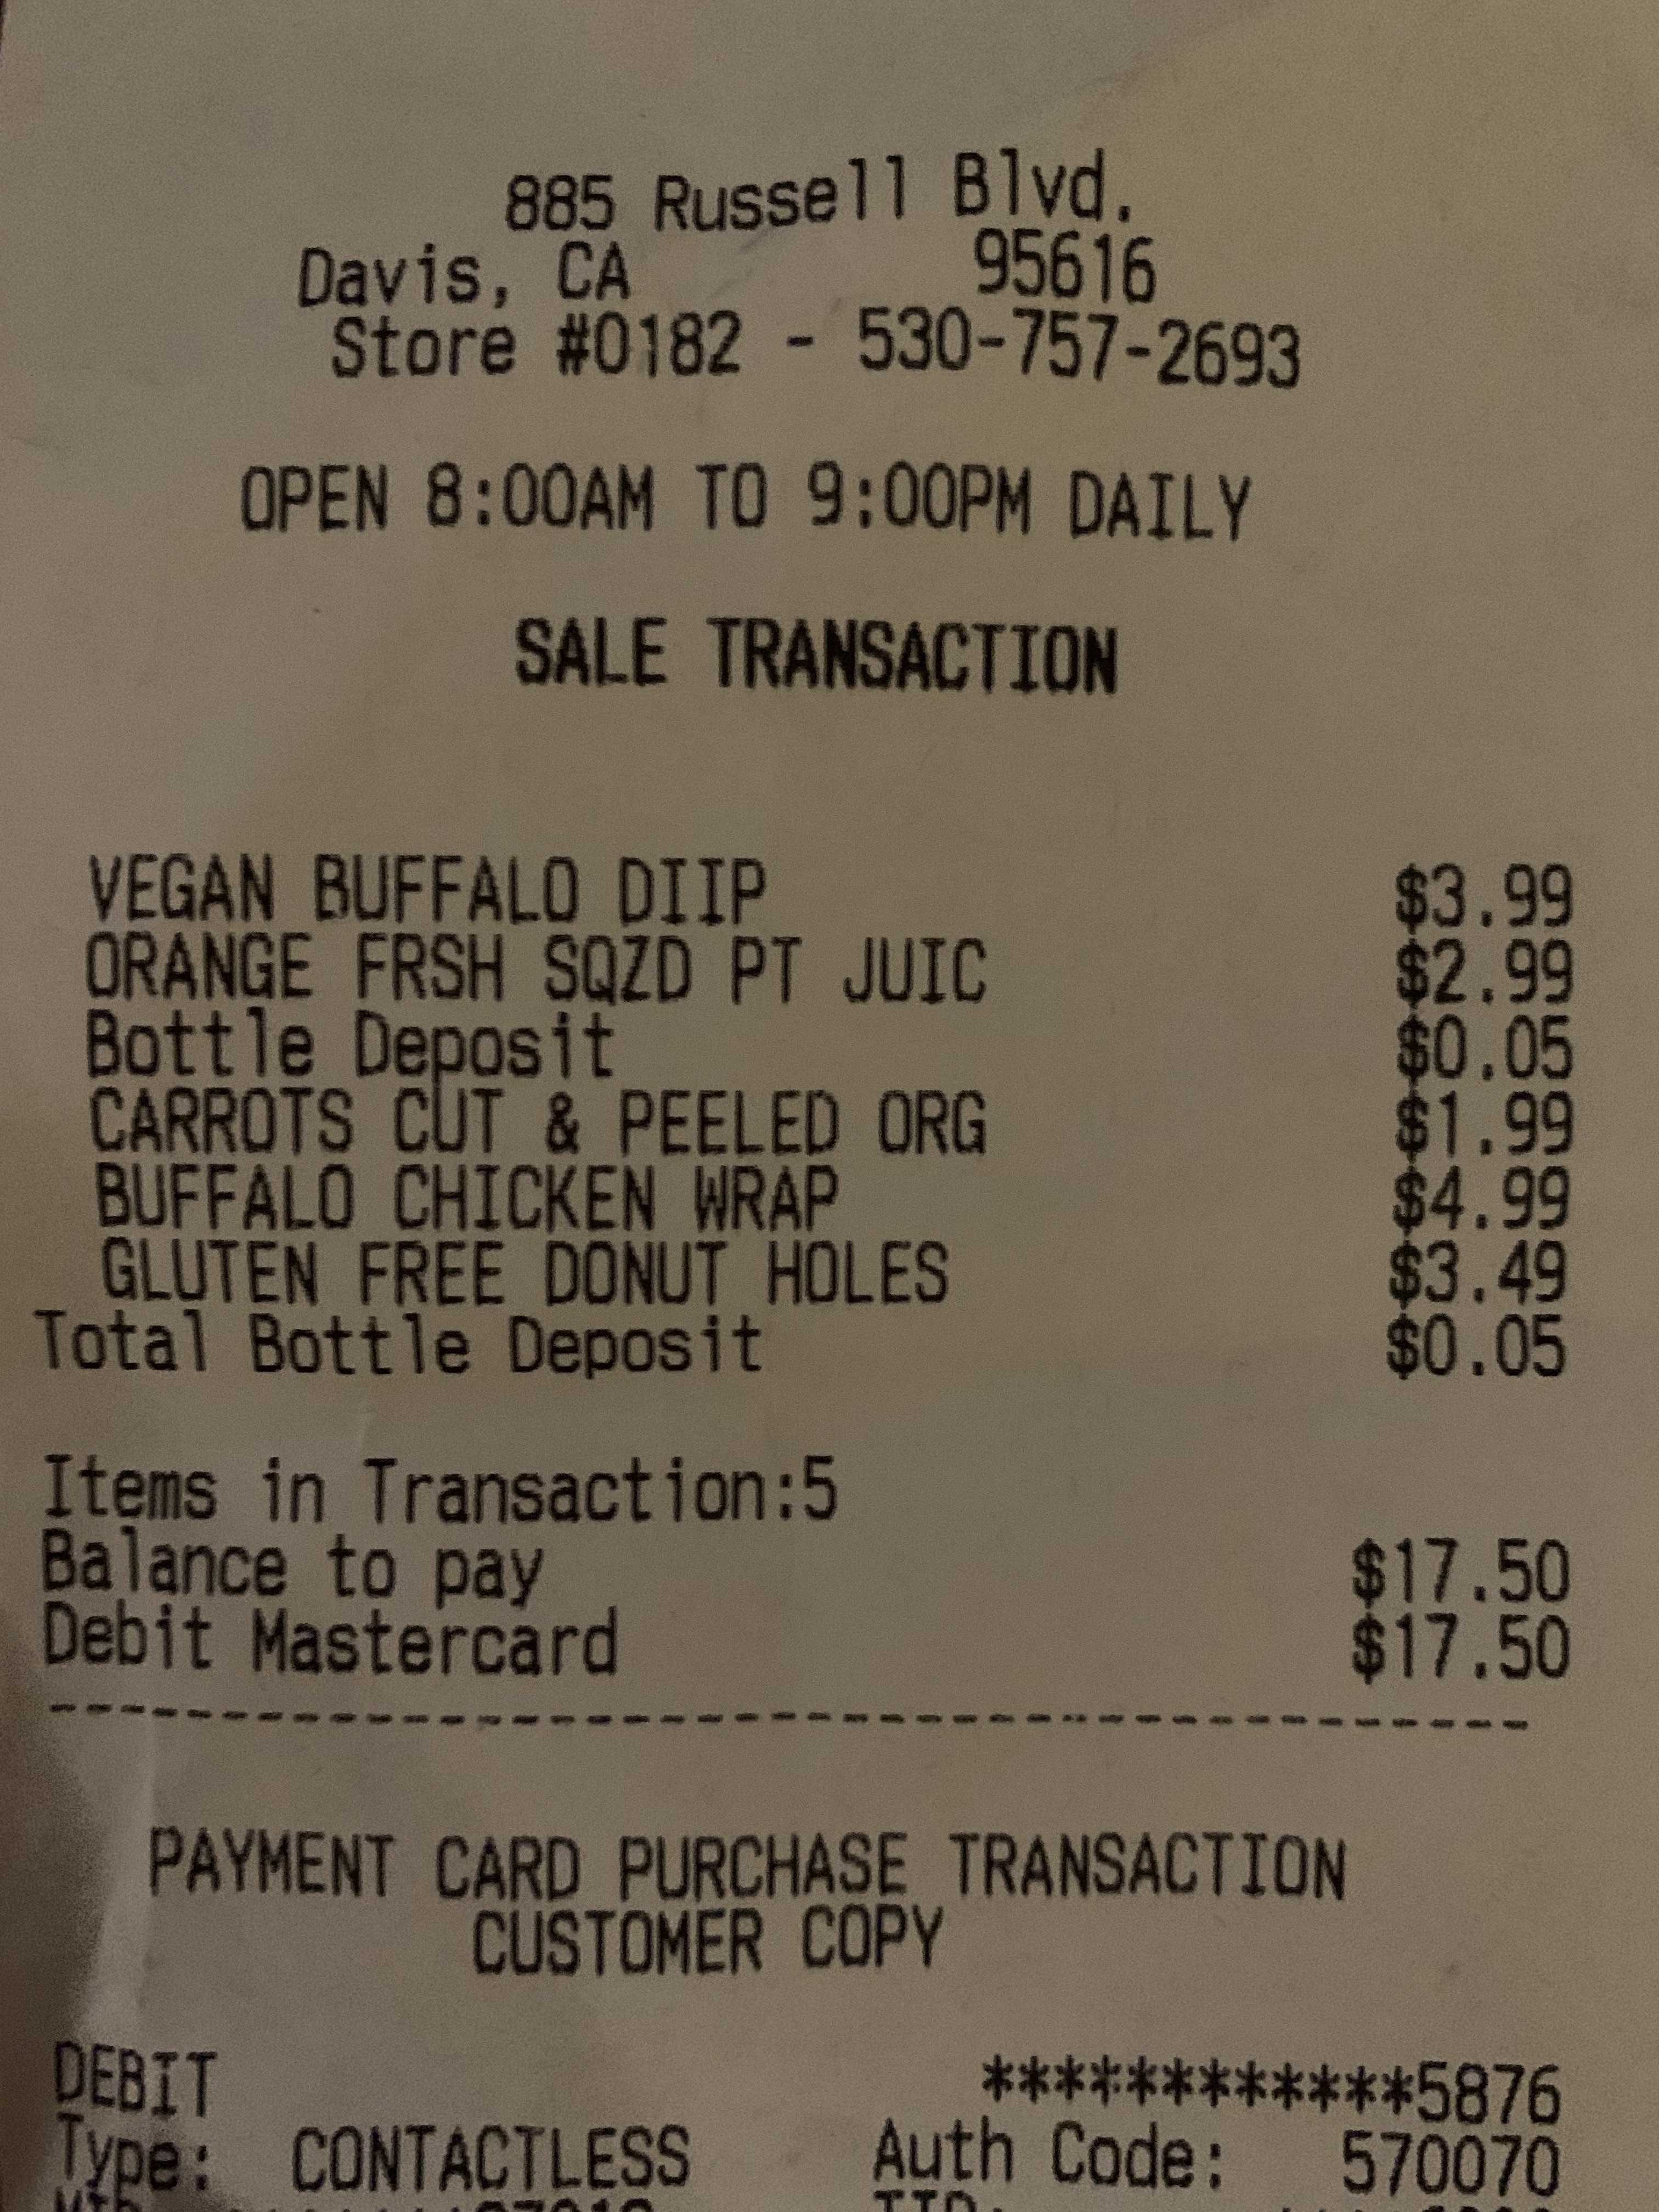 885 Russell Blvd.
Davis, CA 95616
Store #0182 - 530-757-2693
OPEN 8:00AM TO 9:00PM DAILY
SALE TRANSACTION
VEGAN BUFFALO DIIP $3.99
ORANGE FRSH SQZD PT JUIC $2.99
Bottle Deposit $0.05
CARROTS CUT & PEELED ORG $1.99
BUFFALO CHICKEN WRAP $4.99
GLUTEN FREE DONUT HOLES $3.49
Total Bottle Deposit $0.05
Items in Transaction:5
Balance to pay $17.50
Debit Mastercard $17.50
-----------------------------------------
PAYMENT CARD PURCHASE TRANSACTION
CUSTOMER COPY
DEBIT ************5876
Type: CONTACTLESS Auth Code: 570070